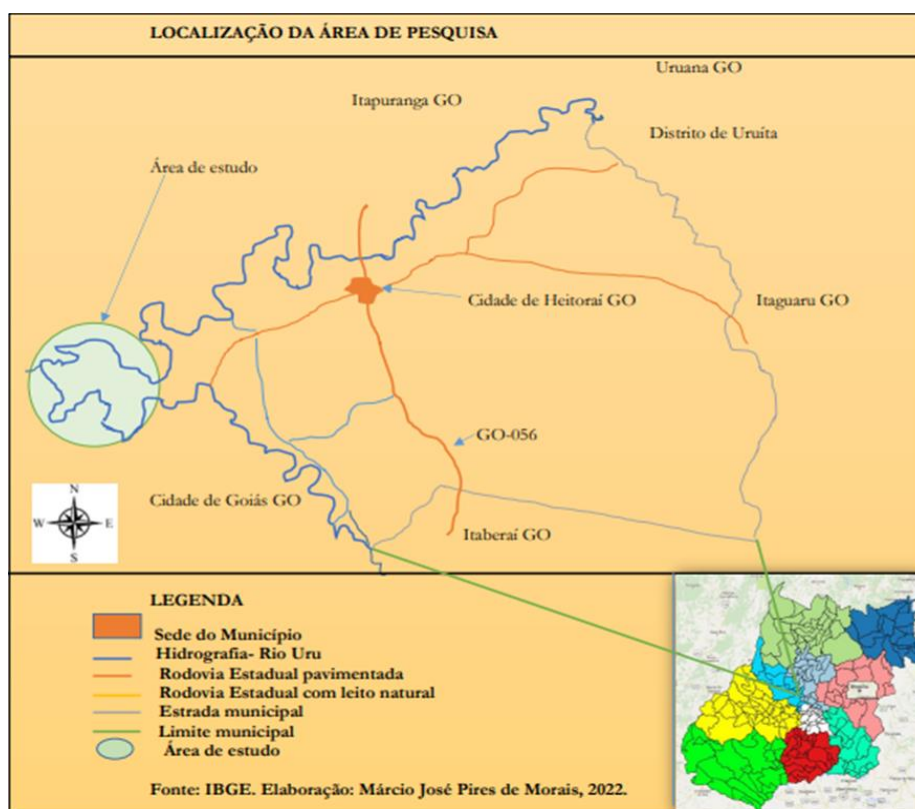 LOCALIZAÇÃO DA ÁREA DE PESQUISA
Uruana GO
Itapuranga GO
Distrito de Uruíta
Área de estudo
Cidade de Heitoraí GO
Itaguaru GO
GO-056
Cidade de Goiás GO
Itaberaí GO
N
W
E
S
LEGENDA
Sede do Município
Hidrografia- Rio Uru
Rodovia Estadual pavimentada
Rodovia Estadual com leito natural
Estrada municipal
Limite municipal
Área de estudo
Fonte: IBGE. Elaboração: Márcio José Pires de Morais, 2022.